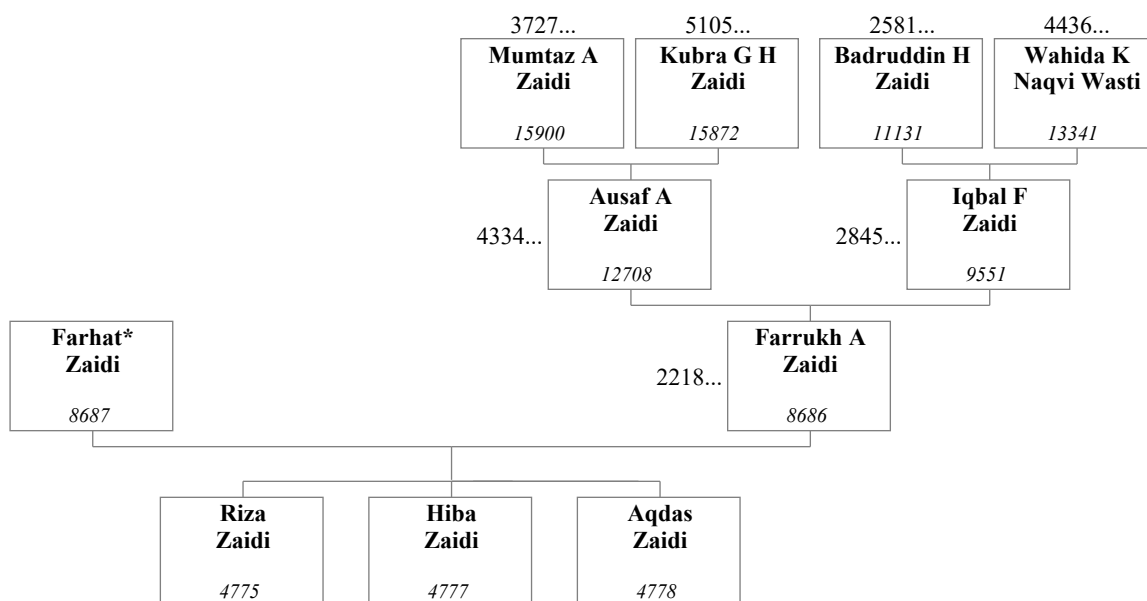 3727... 5105... 2581... 4436...
Mumtaz A Kubra G H Badruddin H Wahida K
Zaidi Zaidi Zaidi Naqvi Wasti
15900 15872 11131 13341
Ausaf A Iqbal F
Zaidi Zaidi
4334... 2845...
12708 9551
Farhat* Farrukh A
Zaidi Zaidi
2218...
8687 8686
Riza Hiba Aqdas
Zaidi Zaidi Zaidi
4775 4777 4778